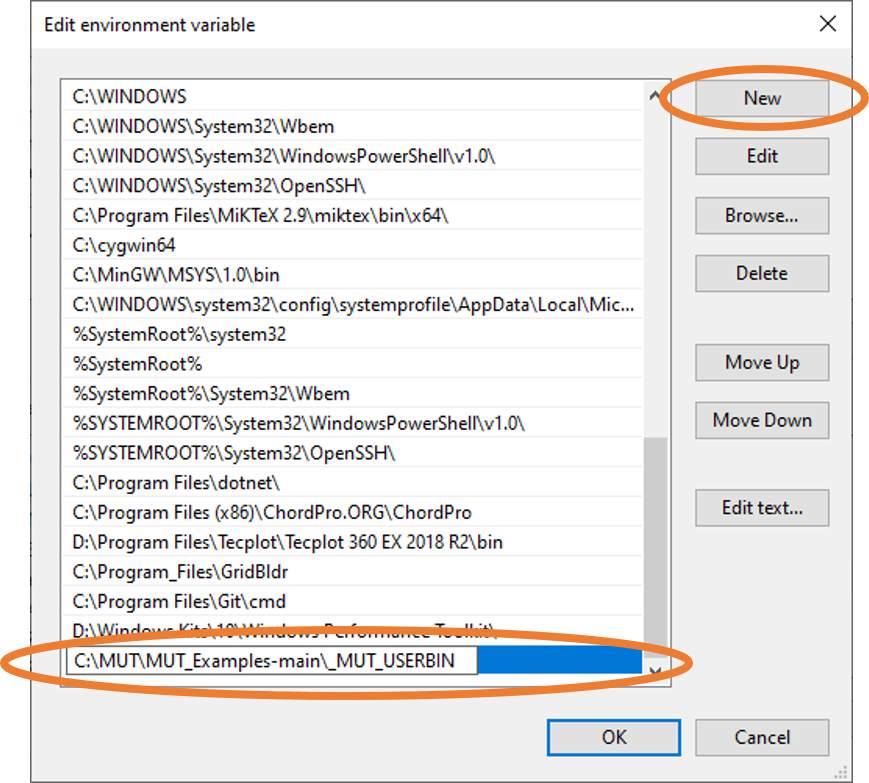 Edit environment variable
C:\WINDOWS
C:\WINDOWS\System32\Wbem
C:\WINDOWS\System32\WindowsPowerShell\v1.0\
C:\WINDOWS\System32\OpenSSH\
C:\Program Files\MiKTeX 2.9\miktex\bin\x64\
C:\cygwin64
C:\MinGW\MSYS\1.0\bin
C:\WINDOWS\system32\config\systemprofile\AppData\Local\Mic...
%SystemRoot%\system32
%SystemRoot%
%SystemRoot%\System32\Wbem
%SYSTEMROOT%\System32\WindowsPowerShell\v1.0\
%SYSTEMROOT%\System32\OpenSSH\
C:\Program Files\dotnet\
C:\Program Files (x86)\ChordPro.ORG\ChordPro
D:\Program Files\Tecplot\Tecplot 360 EX 2018 R2\bin
C:\Program_Files\GridBldr
C:\Program Files\Git\cmd
D:\Windows Kits\10\Windows Performance Toolkit\
C:\MUT\MUT_Examples-main\_MUT_USERBIN
New
Edit
Browse...
Delete
Move Up
Move Down
Edit text...
OK
Cancel